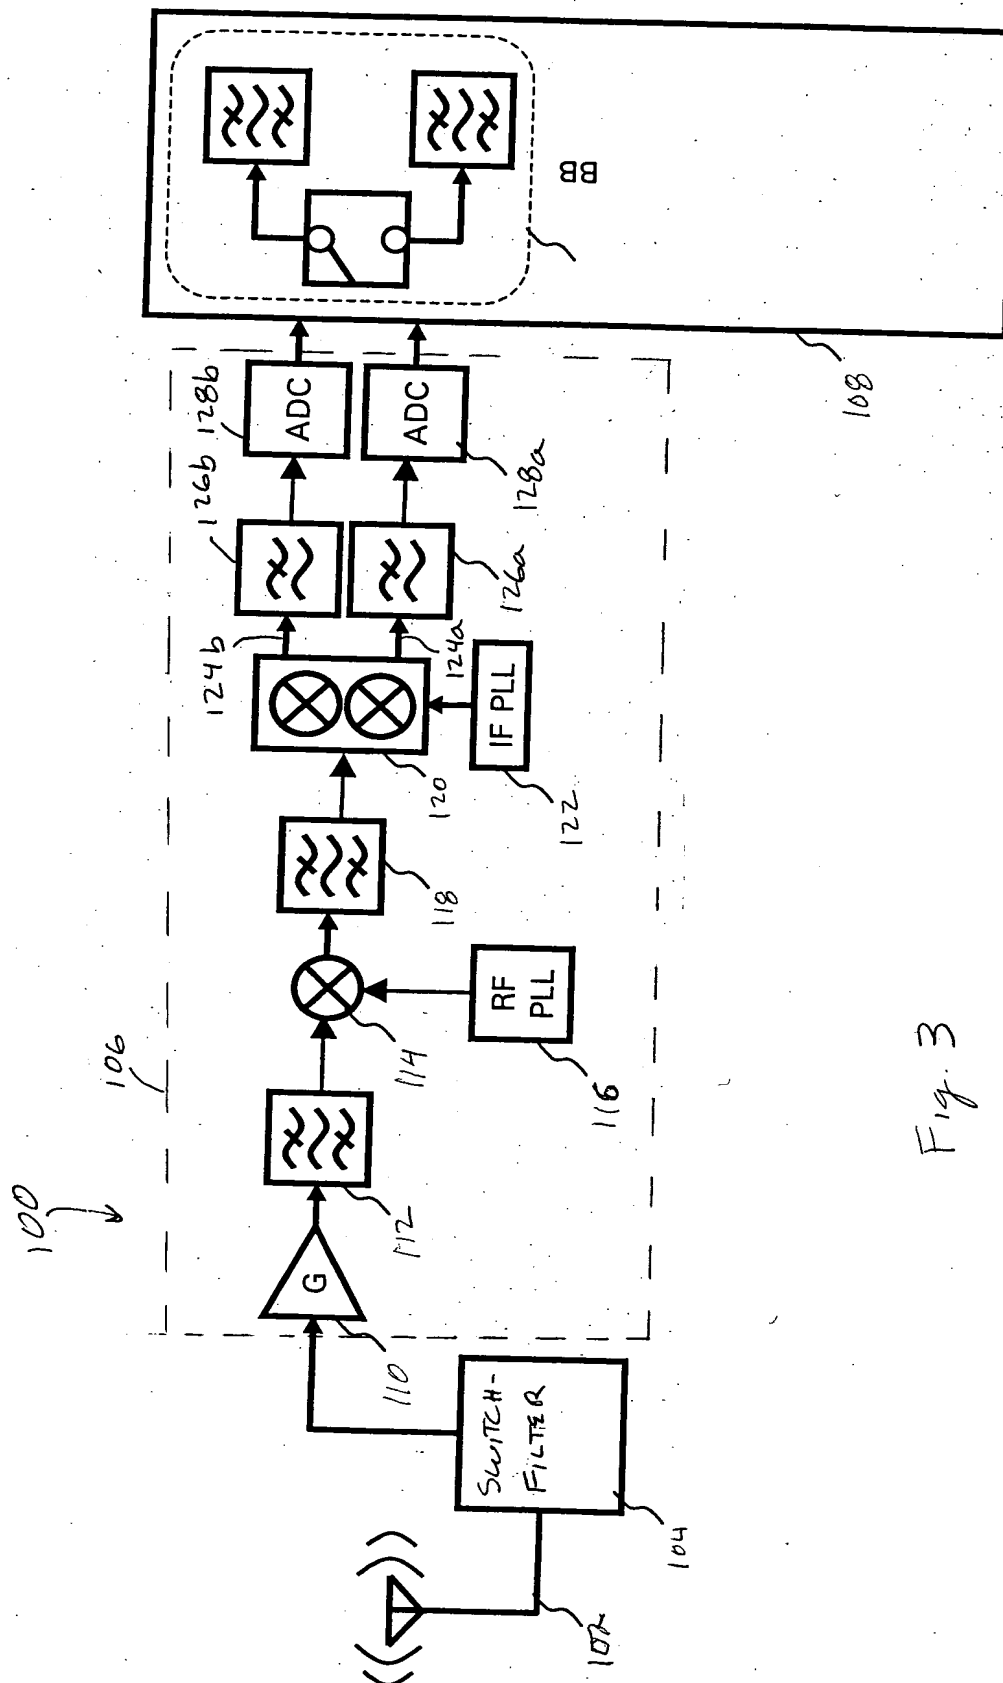 100
106
G
110
112
114
RF
PLL
116
118
120
IF PLL
122
124b
124a
126b
126a
ADC
128b
ADC
128a
BB
108
SWITCH-
FILTER
104
102
Fig. 3